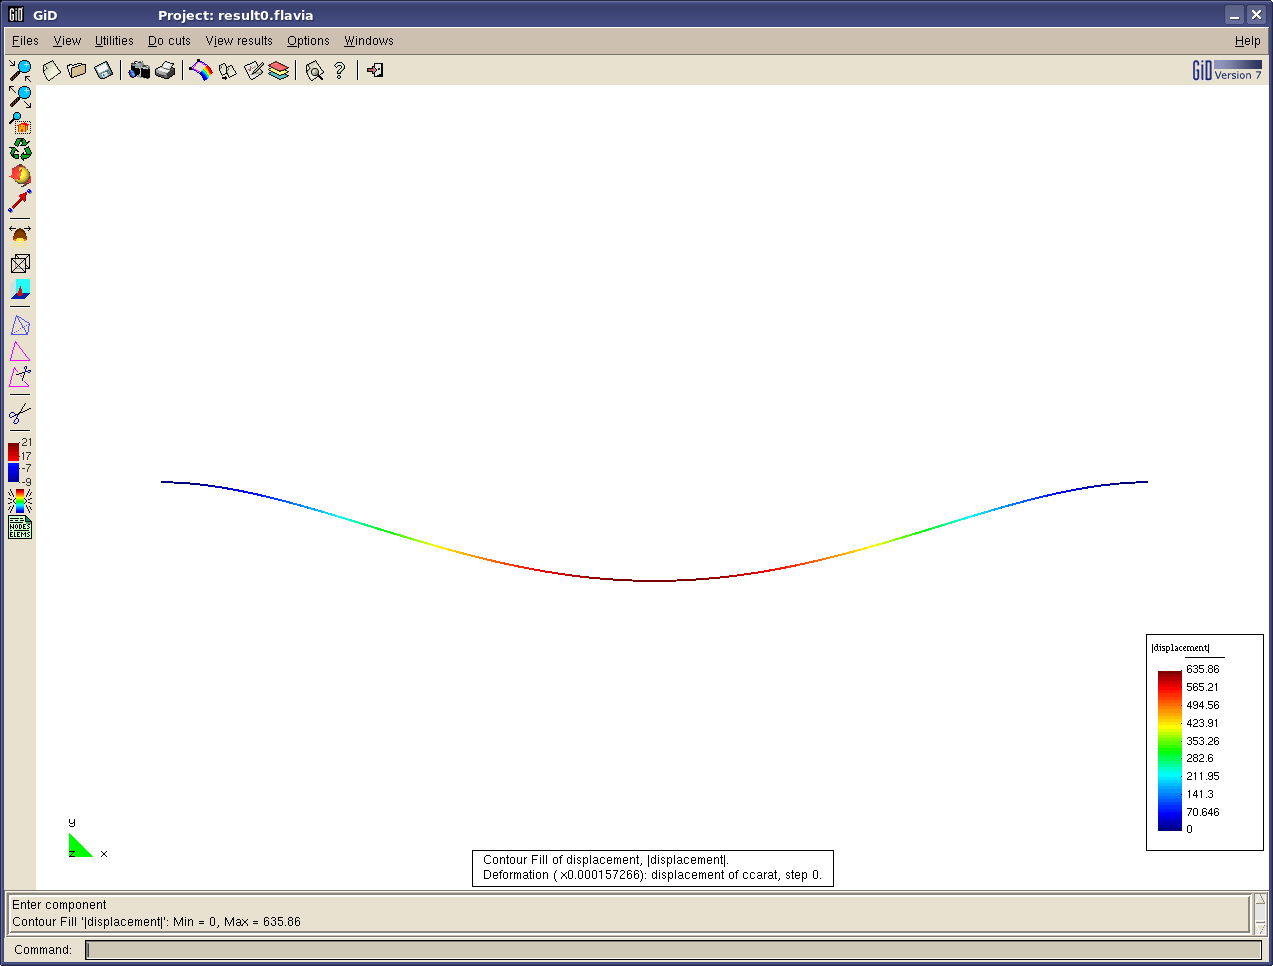 GiD Project: result0.flavia
Files View Utilities Do cuts View results Options Windows Help
GiD Version 7
21
17
-7
-9
NODES
ELEMS
|displacement|
635.86
565.21
494.56
423.91
353.26
282.6
211.95
141.3
70.646
0
y
z x
Contour Fill of displacement, |displacement|.
Deformation ( x0.000157266): displacement of ccarat, step 0.
Enter component
Contour Fill '|displacement|': Min = 0, Max = 635.86
Command: